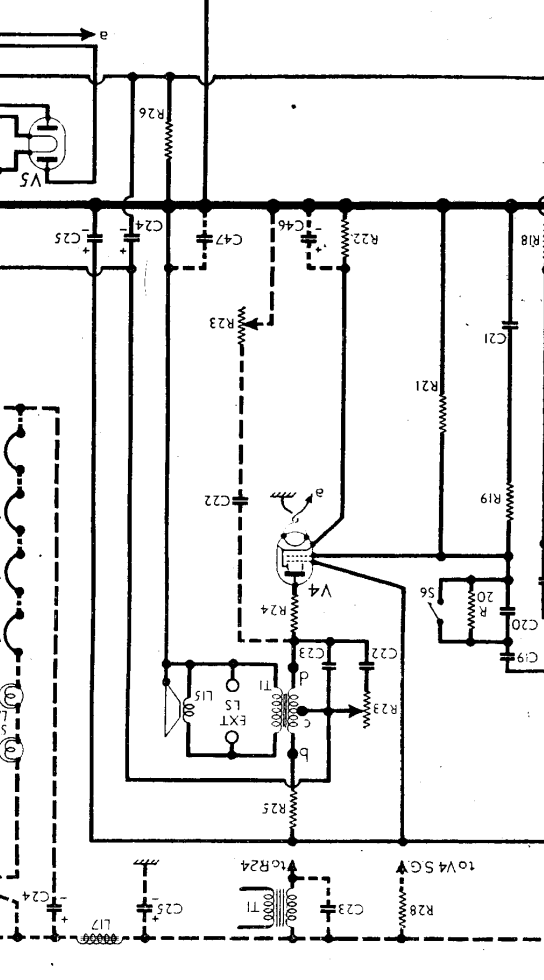 a
R26
V5
C25
C24
C47
C46
R22
R18
R23
C21
R21
C22
R19
a
V4
S6
R20
R24
C20
C19
C23
C22
T1
L15
EXT
LS
c
R23
R25
to R24
to V4 S.G.
C24
C25
T1
C23
R28
L17